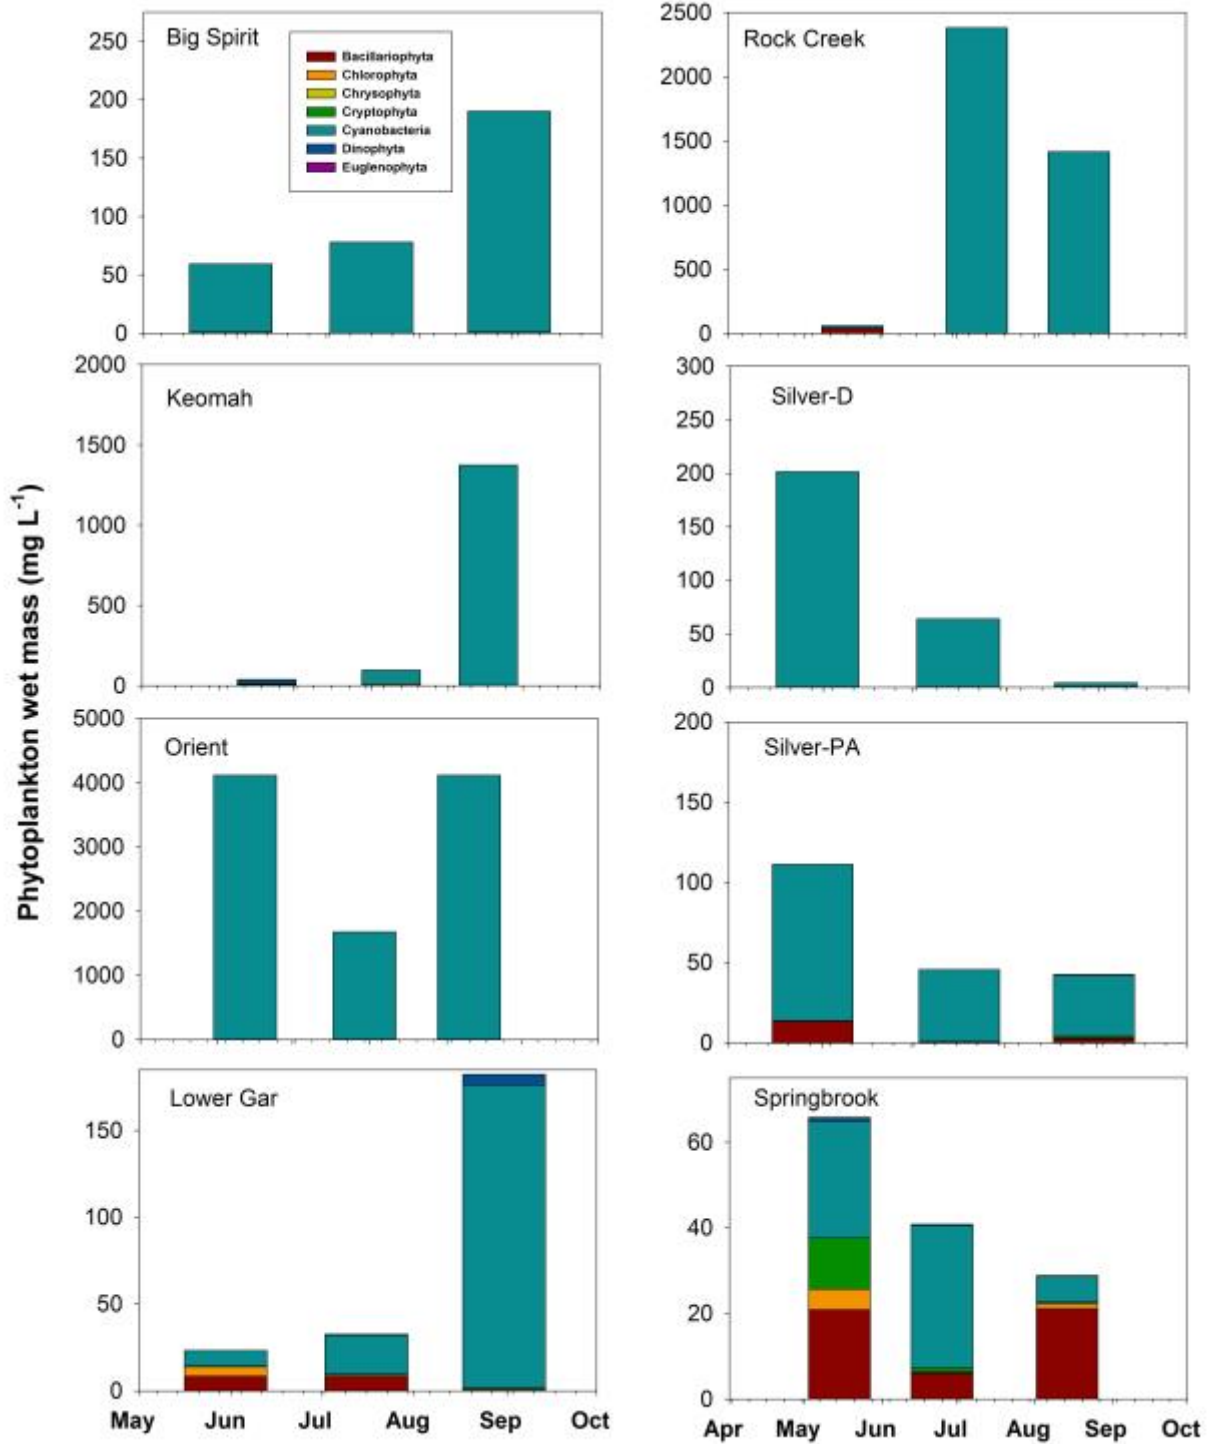 Phytoplankton wet mass (mg L⁻¹)
Big Spirit
Bacillariophyta
Chlorophyta
Chrysophyta
Cryptophyta
Cyanobacteria
Dinophyta
Euglenophyta
250
200
150
100
50
0
Rock Creek
2500
2000
1500
1000
500
0
Keomah
2000
1500
1000
500
0
Silver-D
300
250
200
150
100
50
0
Orient
5000
4000
3000
2000
1000
0
Silver-PA
200
150
100
50
0
Lower Gar
150
100
50
0
May Jun Jul Aug Sep Oct
Springbrook
60
40
20
0
Apr May Jun Jul Aug Sep Oct